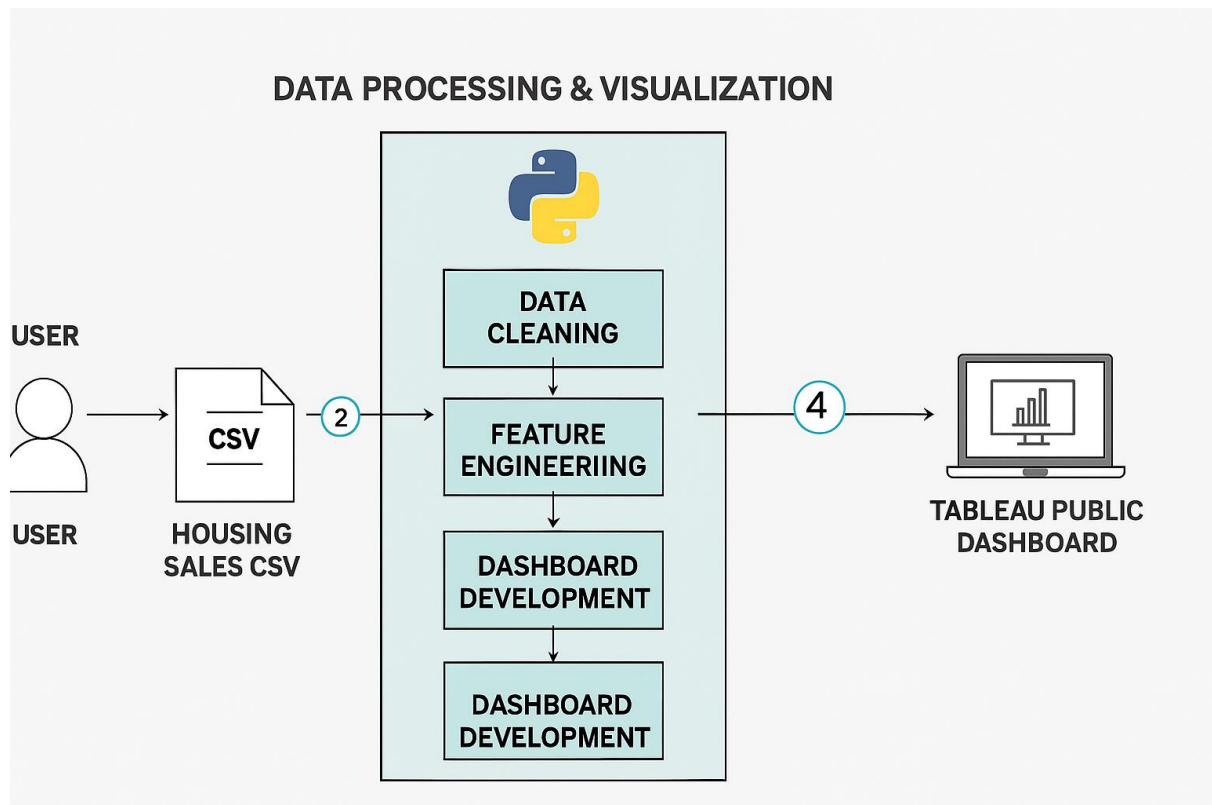 DATA PROCESSING & VISUALIZATION
USER
USER
CSV
HOUSING
SALES CSV
2
DATA
CLEANING
FEATURE
ENGINEERIING
DASHBOARD
DEVELOPMENT
DASHBOARD
DEVELOPMENT
4
TABLEAU PUBLIC
DASHBOARD